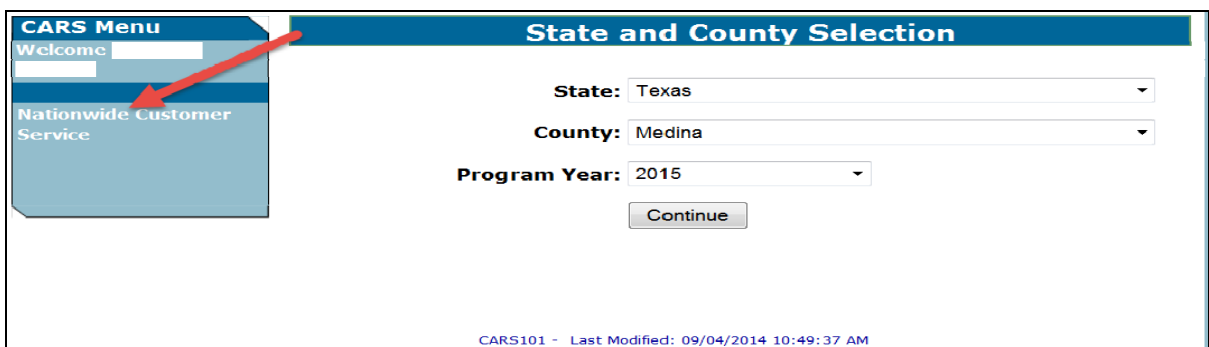 CARS Menu
Welcome
Nationwide Customer
Service
State and County Selection
State: Texas
County: Medina
Program Year: 2015
Continue
CARS101 - Last Modified: 09/04/2014 10:49:37 AM